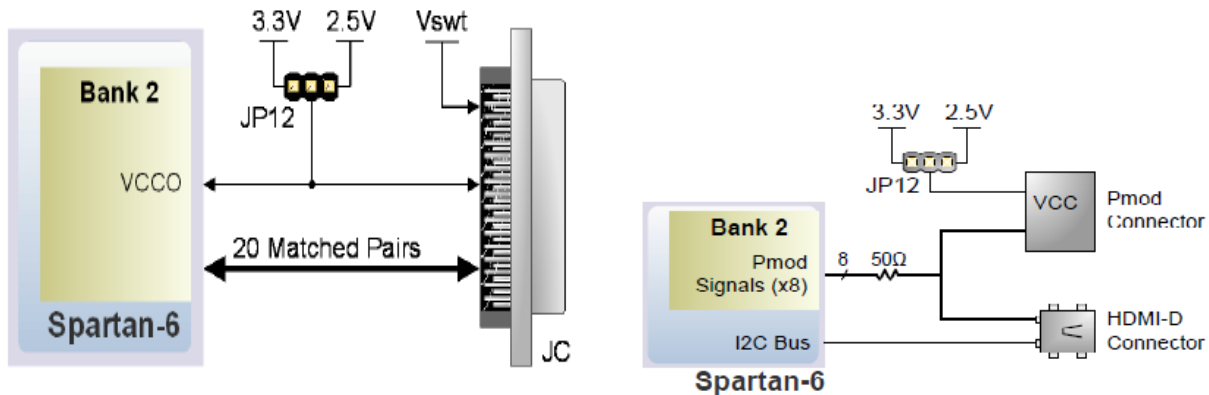 3.3V 2.5V Vswt
JP12
Bank 2
VCCO
20 Matched Pairs
Spartan-6
JC
3.3V 2.5V
JP12
VCC
Pmod
Connector
Bank 2
Pmod
Signals (x8)
8 50Ω
I2C Bus
HDMI-D
Connector
Spartan-6